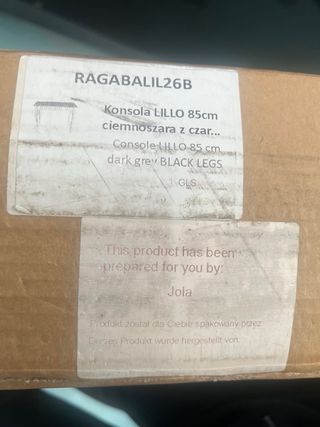 RAGABALIL26B
Konsola LILLO 85cm
ciemnoszara z czar...
Console LILLO 85 cm
dark grey BLACK LEGS
GLS
This product has been
prepared for you by:
Jola
Produkt został dla Ciebie spakowany przez:
Dieses Produkt wurde hergestellt von: